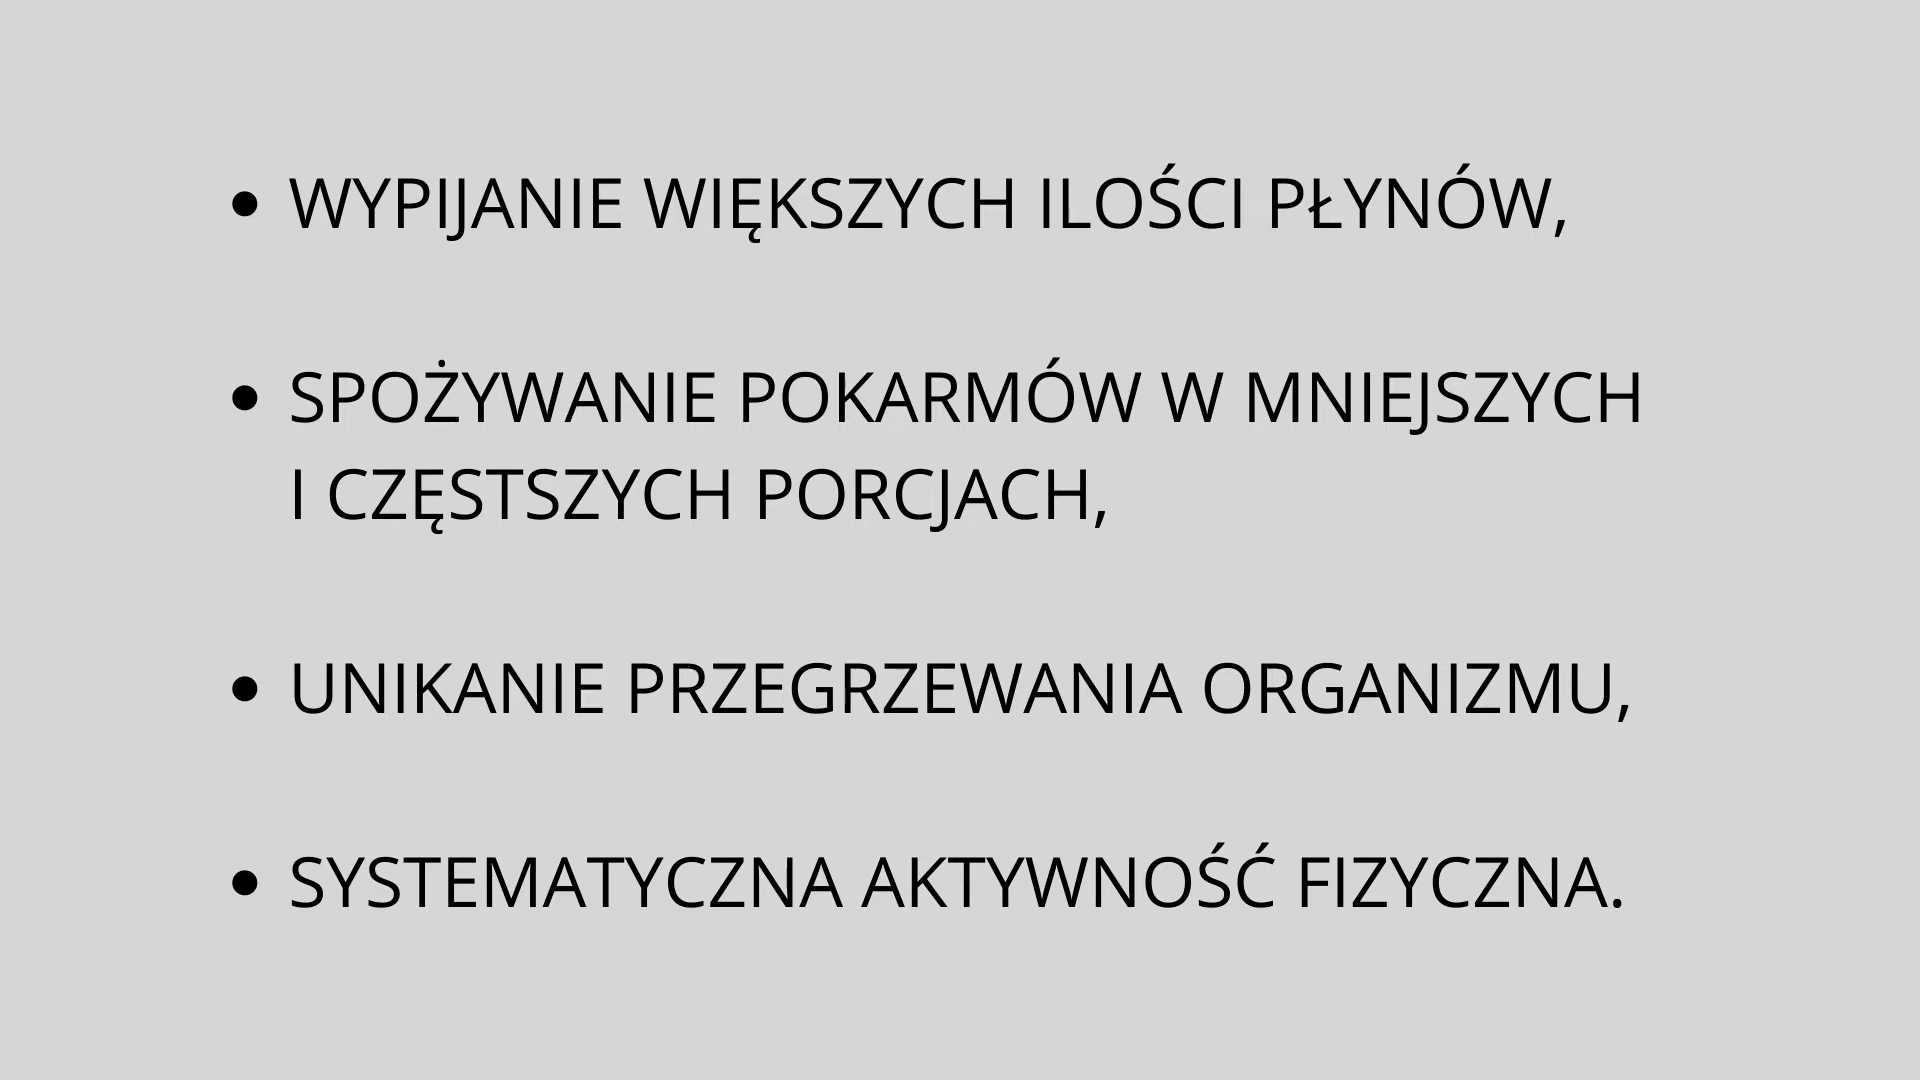 • WYPIJANIE WIĘKSZYCH ILOŚCI PŁYNÓW,
• SPOŻYWANIE POKARMÓW W MNIEJSZYCH
I CZĘSTSZYCH PORCJACH,
• UNIKANIE PRZEGRZEWANIA ORGANIZMU,
• SYSTEMATYCZNA AKTYWNOŚĆ FIZYCZNA.